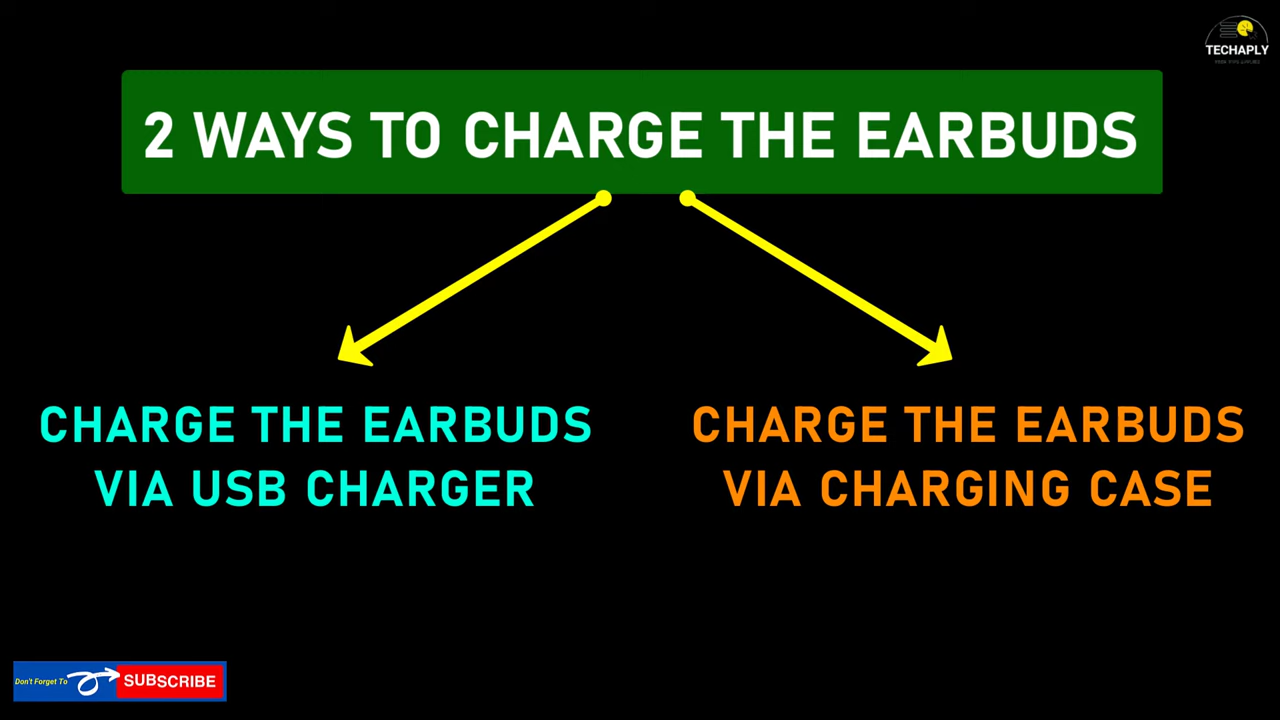 TECHAPLY
2 WAYS TO CHARGE THE EARBUDS
CHARGE THE EARBUDS
VIA USB CHARGER
CHARGE THE EARBUDS
VIA CHARGING CASE
Don't Forget To
SUBSCRIBE